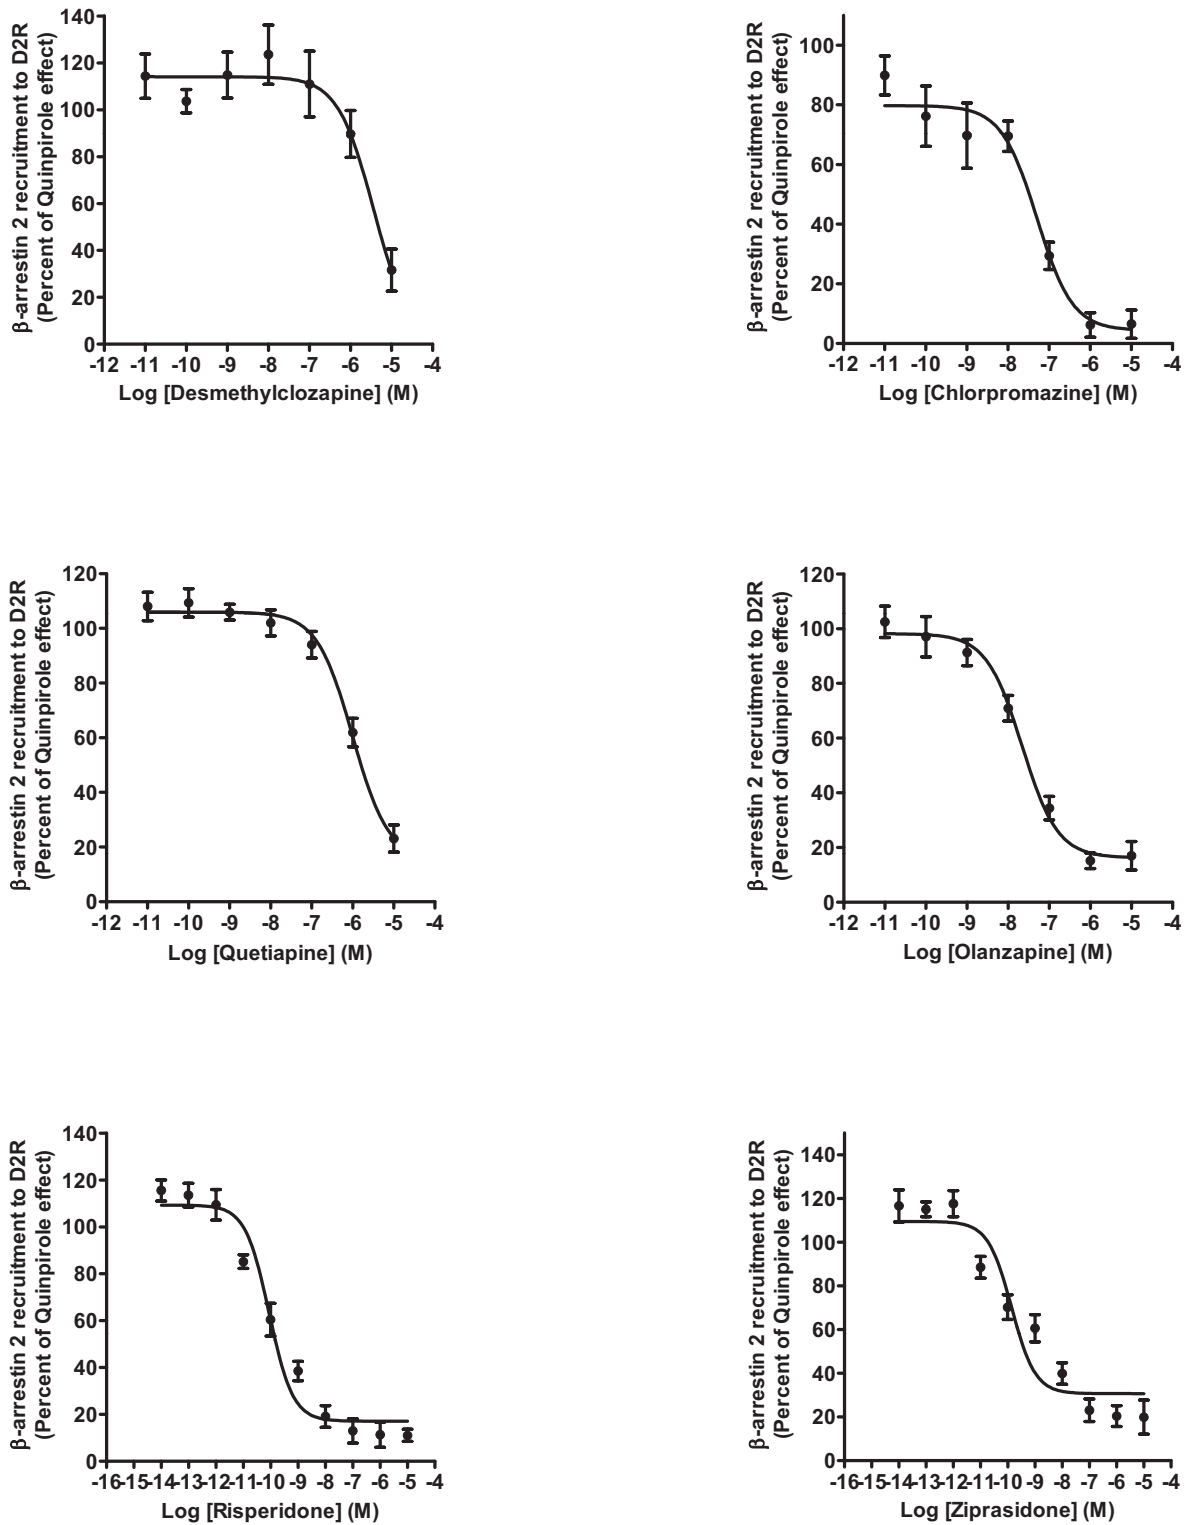 β-arrestin 2 recruitment to D2R
(Percent of Quinpirole effect)
140
120
100
80
60
40
20
0
-12 -11 -10 -9 -8 -7 -6 -5 -4
Log [Desmethylclozapine] (M)
β-arrestin 2 recruitment to D2R
(Percent of Quinpirole effect)
100
80
60
40
20
0
-12 -11 -10 -9 -8 -7 -6 -5 -4
Log [Chlorpromazine] (M)
β-arrestin 2 recruitment to D2R
(Percent of Quinpirole effect)
120
100
80
60
40
20
0
-12 -11 -10 -9 -8 -7 -6 -5 -4
Log [Quetiapine] (M)
β-arrestin 2 recruitment to D2R
(Percent of Quinpirole effect)
120
100
80
60
40
20
0
-12 -11 -10 -9 -8 -7 -6 -5 -4
Log [Olanzapine] (M)
β-arrestin 2 recruitment to D2R
(Percent of Quinpirole effect)
140
120
100
80
60
40
20
0
-16-15-14-13-12-11-10 -9 -8 -7 -6 -5 -4
Log [Risperidone] (M)
β-arrestin 2 recruitment to D2R
(Percent of Quinpirole effect)
140
120
100
80
60
40
20
0
-16-15-14-13-12-11-10 -9 -8 -7 -6 -5 -4
Log [Ziprasidone] (M)